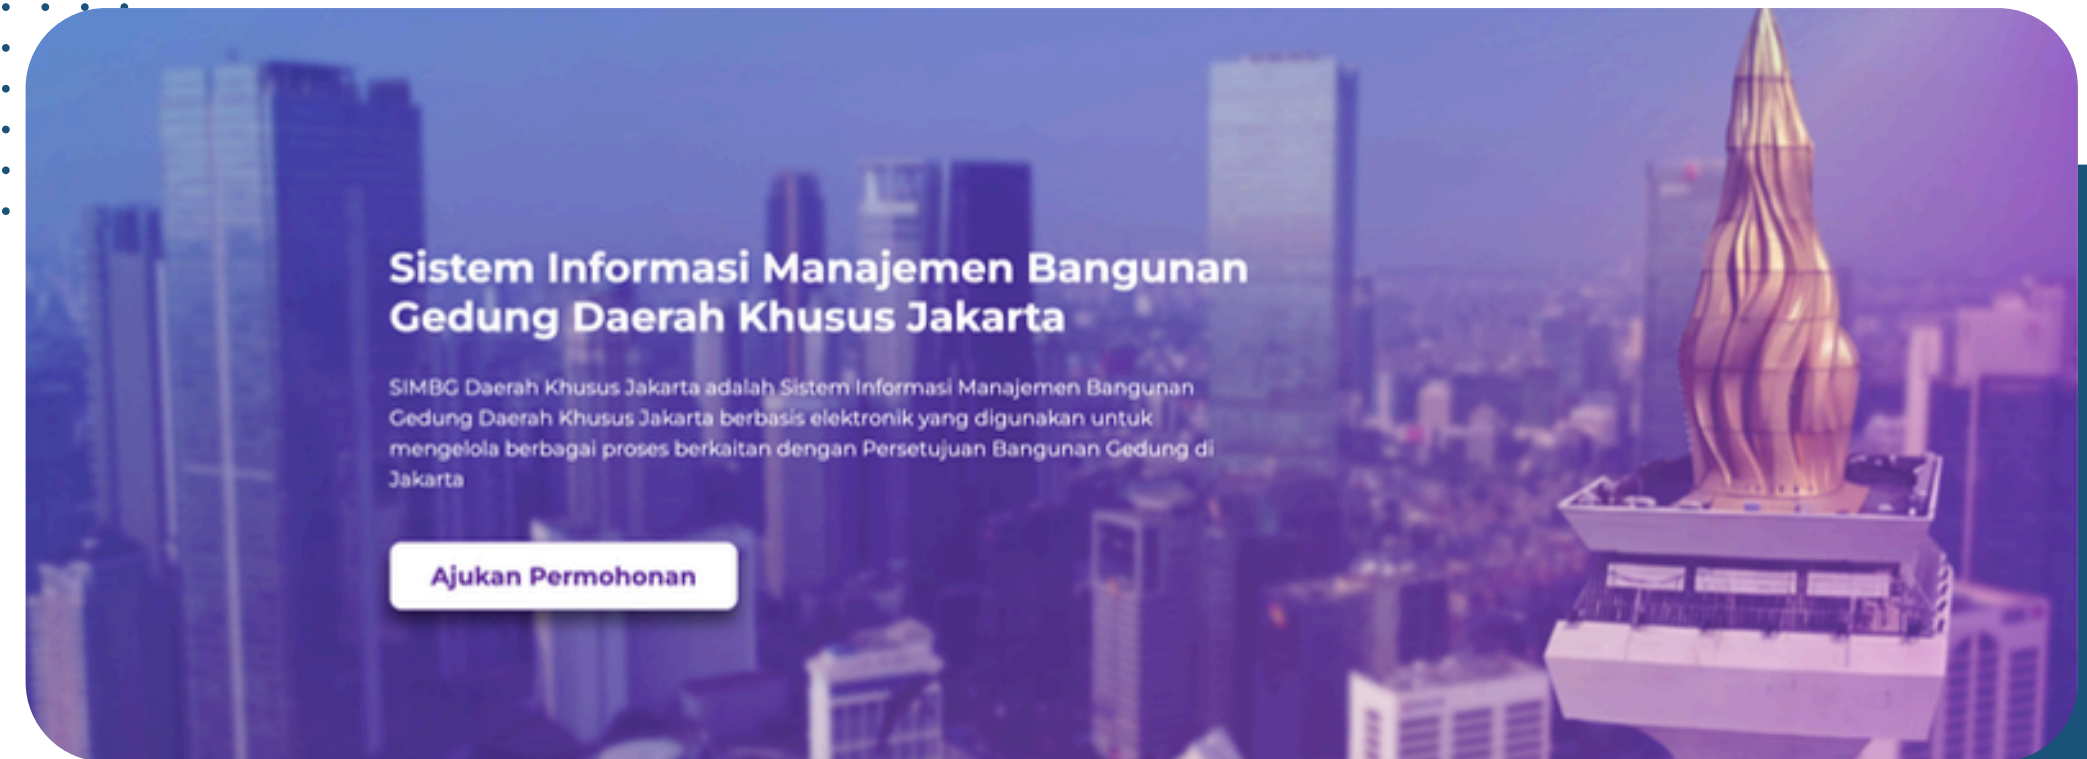 Sistem Informasi Manajemen Bangunan
Gedung Daerah Khusus Jakarta
SIMBG Daerah Khusus Jakarta adalah Sistem Informasi Manajemen Bangunan
Gedung Daerah Khusus Jakarta berbasis elektronik yang digunakan untuk
mengelola berbagai proses berkaitan dengan Persetujuan Bangunan Gedung di
Jakarta
Ajukan Permohonan